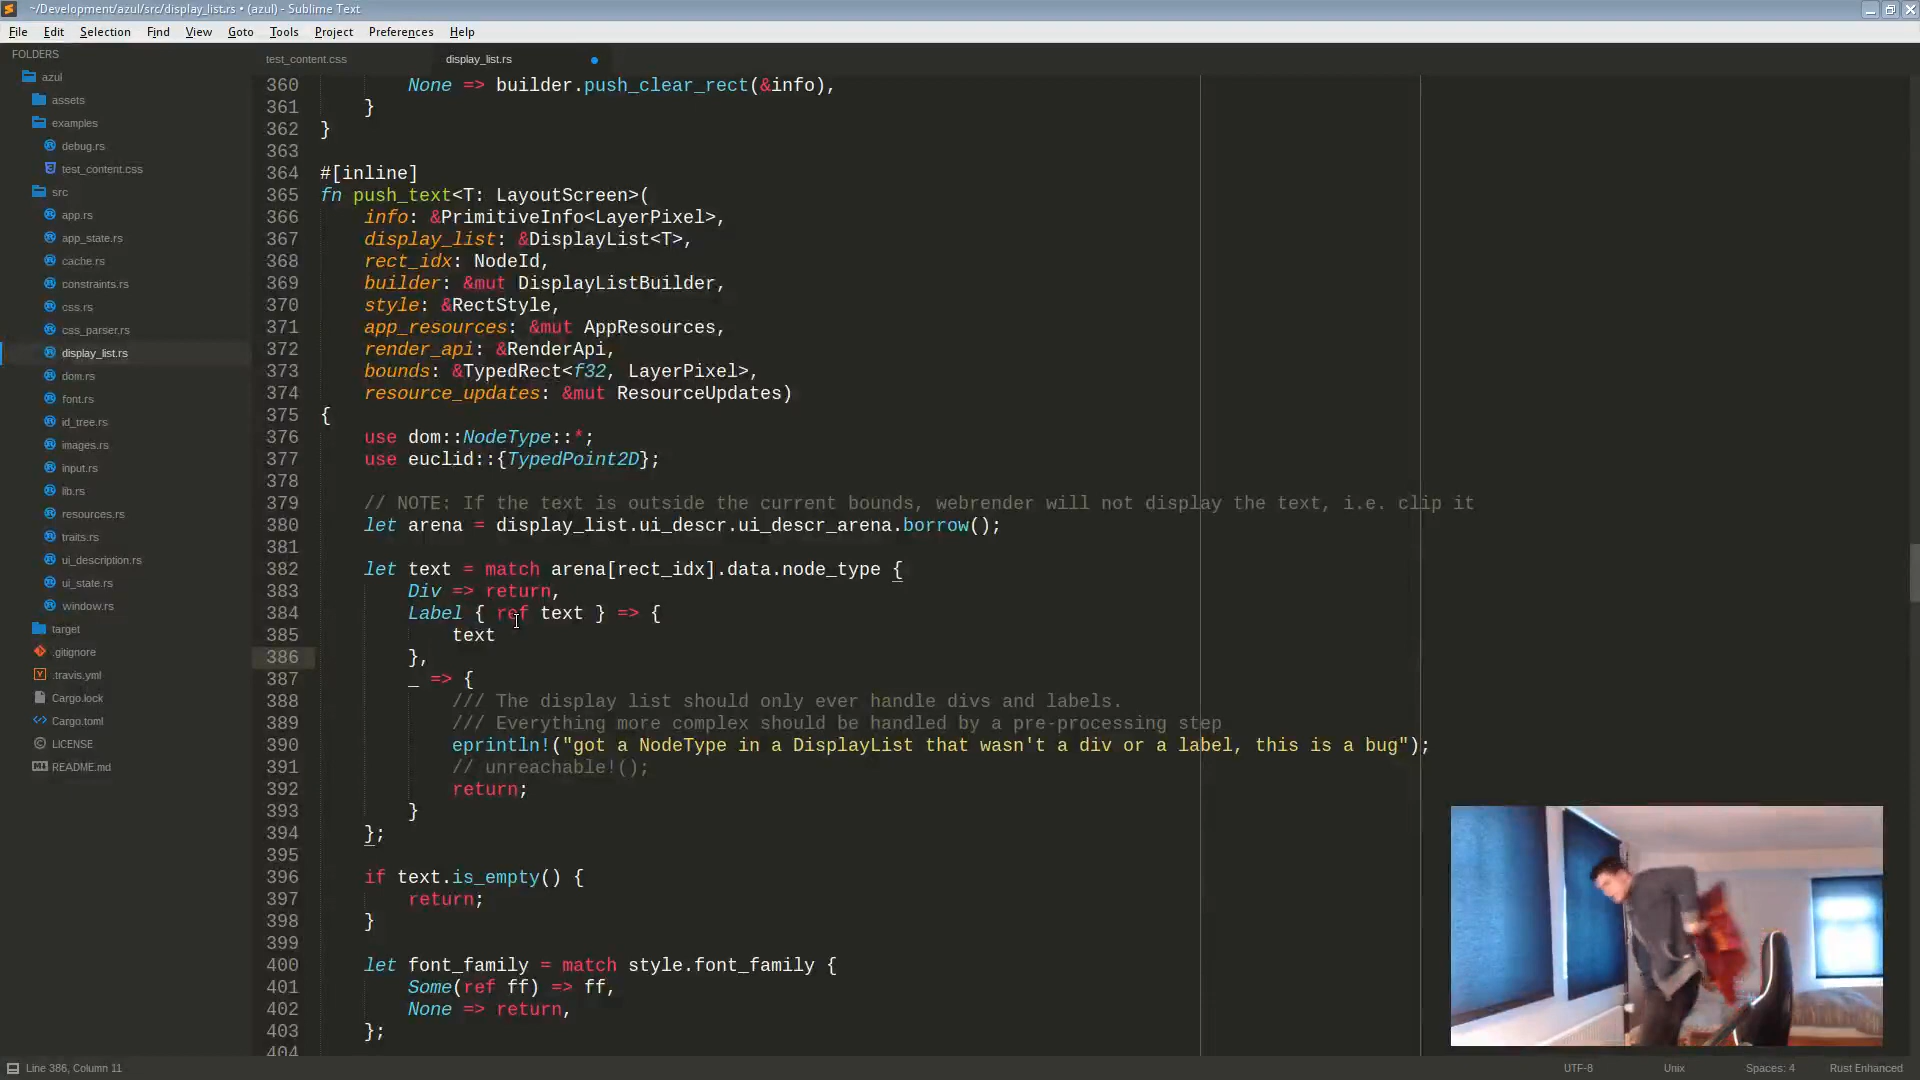 ~/Development/azul/src/display_list.rs • (azul) - Sublime Text
File Edit Selection Find View Goto Tools Project Preferences Help
FOLDERS
azul
assets
examples
debug.rs
test_content.css
src
app.rs
app_state.rs
cache.rs
constraints.rs
css.rs
css_parser.rs
display_list.rs
dom.rs
font.rs
id_tree.rs
images.rs
input.rs
lib.rs
resources.rs
traits.rs
ui_description.rs
ui_state.rs
window.rs
target
.gitignore
.travis.yml
Cargo.lock
Cargo.toml
LICENSE
README.md
test_content.css display_list.rs
360         None => builder.push_clear_rect(&info),
361     }
362 }
363
364 #[inline]
365 fn push_text<T: LayoutScreen>(
366     info: &PrimitiveInfo<LayerPixel>,
367     display_list: &DisplayList<T>,
368     rect_idx: NodeId,
369     builder: &mut DisplayListBuilder,
370     style: &RectStyle,
371     app_resources: &mut AppResources,
372     render_api: &RenderApi,
373     bounds: &TypedRect<f32, LayerPixel>,
374     resource_updates: &mut ResourceUpdates)
375 {
376     use dom::NodeType::*;
377     use euclid::{TypedPoint2D};
378
379     // NOTE: If the text is outside the current bounds, webrender will not display the text, i.e. clip it
380     let arena = display_list.ui_descr.ui_descr_arena.borrow();
381
382     let text = match arena[rect_idx].data.node_type {
383         Div => return,
384         Label { ref text } => {
385             text
386         },
387         _ => {
388             /// The display list should only ever handle divs and labels.
389             /// Everything more complex should be handled by a pre-processing step
390             eprintln!("got a NodeType in a DisplayList that wasn't a div or a label, this is a bug");
391             // unreachable!();
392             return;
393         }
394     };
395
396     if text.is_empty() {
397         return;
398     }
399
400     let font_family = match style.font_family {
401         Some(ref ff) => ff,
402         None => return,
403     };
404
Line 386, Column 11 UTF-8 Unix Spaces: 4 Rust Enhanced